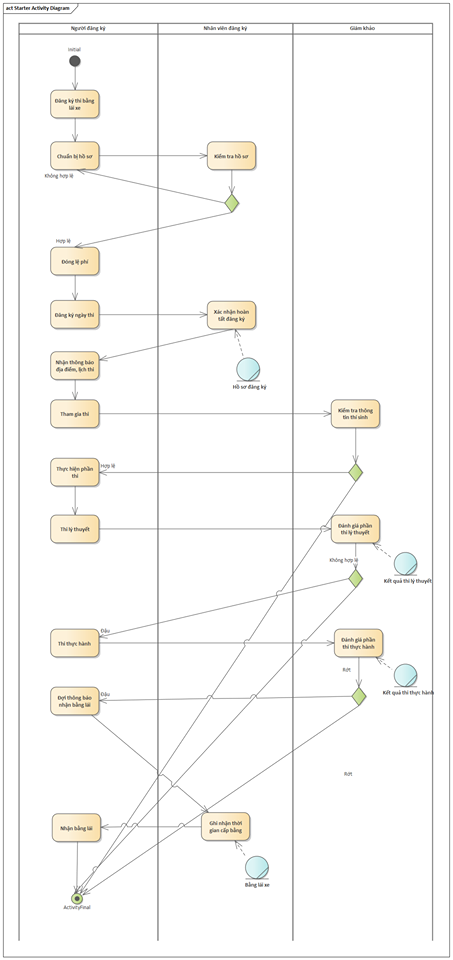 act Starter Activity Diagram
Người đăng ký
Nhân viên đăng ký
Giám khảo
Initial
Đăng ký thi bằng
lái xe
Chuẩn bị hồ sơ
Kiểm tra hồ sơ
Không hợp lệ
Hợp lệ
Đóng lệ phí
Đăng ký ngày thi
Xác nhận hoàn
tất đăng ký
Nhận thông báo
địa điểm, lịch thi
Hồ sơ đăng ký
Tham gia thi
Kiểm tra thông
tin thí sinh
Thực hiện phần
thi
Hợp lệ
Thi lý thuyết
Đánh giá phần
thi lý thuyết
Không hợp lệ
Kết quả thi lý thuyết
Đậu
Thi thực hành
Đánh giá phần
thi thực hành
Rớt
Kết quả thi thực hành
Đợi thông báo
nhận bằng lái
Đậu
Rớt
Nhận bằng lái
Ghi nhận thời
gian cấp bằng
Bằng lái xe
ActivityFinal